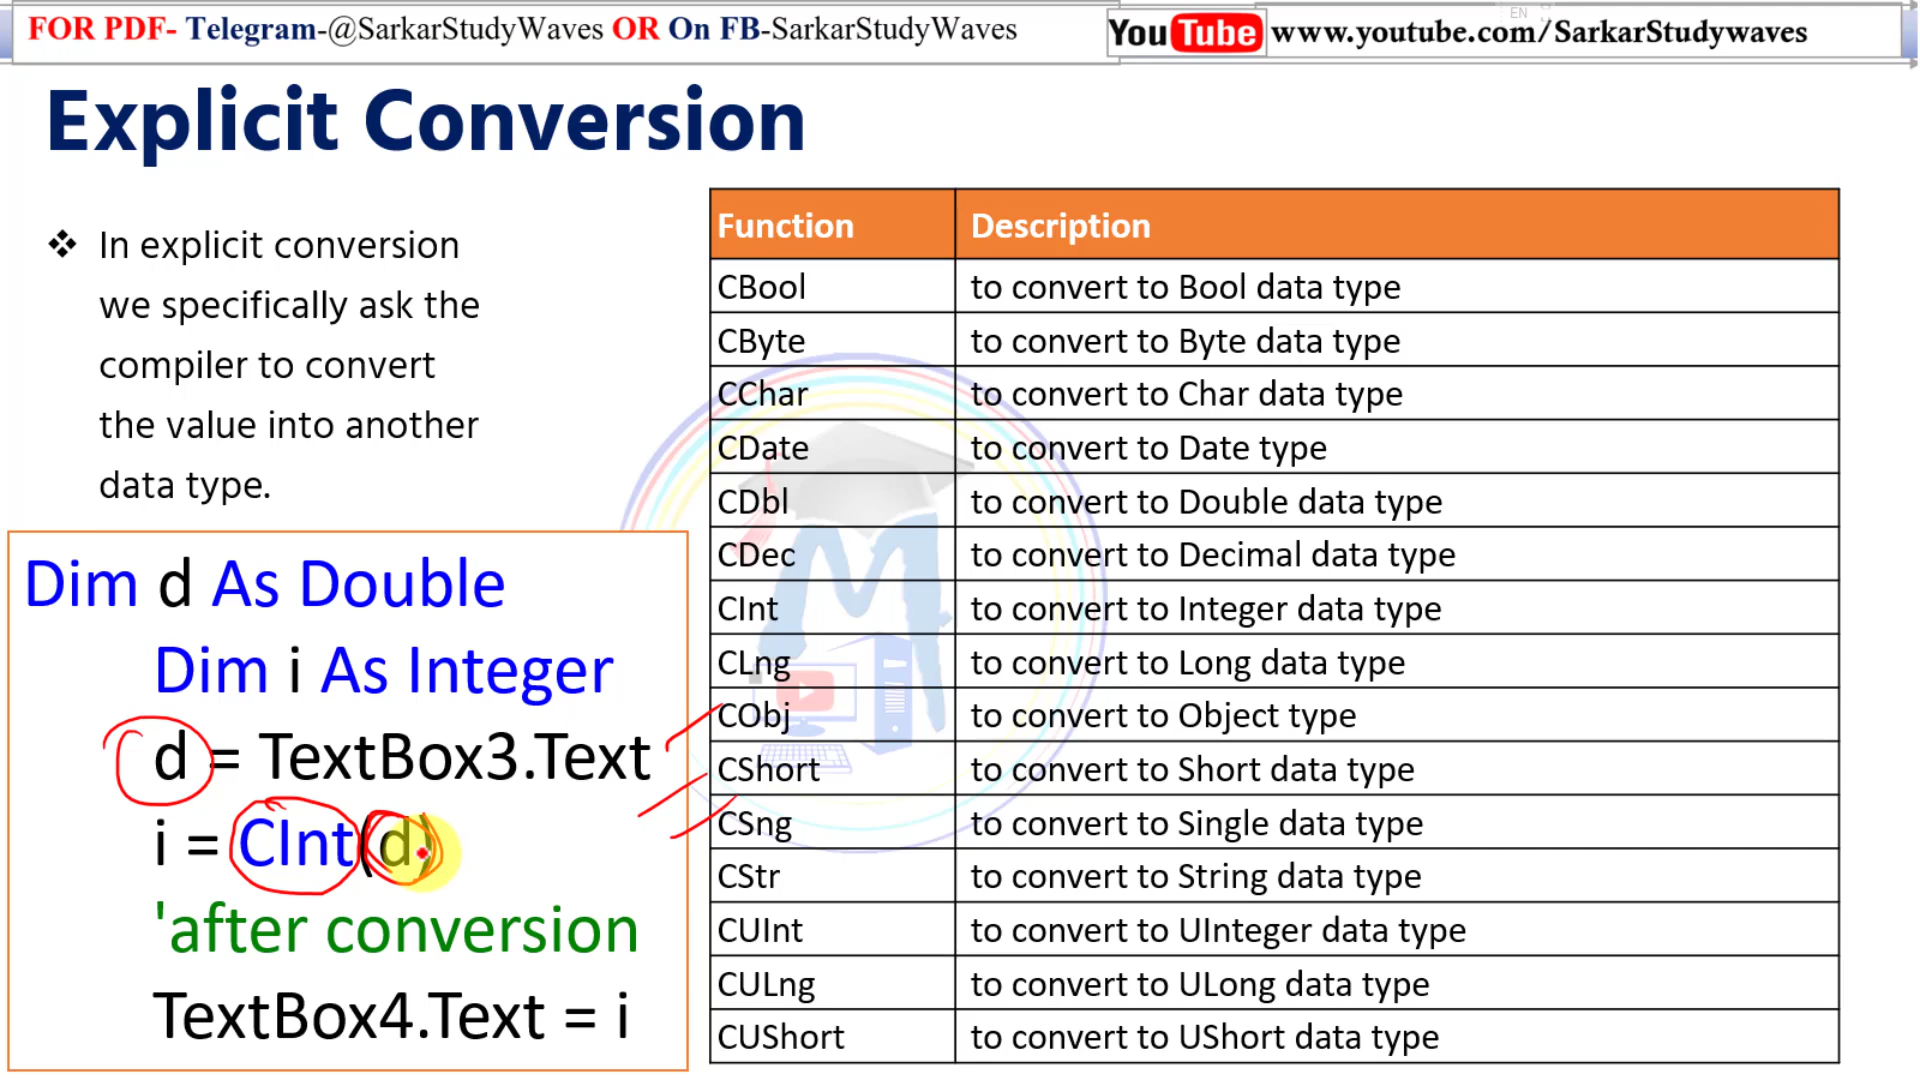 FOR PDF- Telegram-@SarkarStudyWaves OR On FB-SarkarStudyWaves
YouTube www.youtube.com/SarkarStudywaves
EN
Explicit Conversion
❖ In explicit conversion
we specifically ask the
compiler to convert
the value into another
data type.
Dim d As Double
Dim i As Integer
d = TextBox3.Text
i = CInt(d)
'after conversion
TextBox4.Text = i
Function Description
CBool to convert to Bool data type
CByte to convert to Byte data type
CChar to convert to Char data type
CDate to convert to Date type
CDbl to convert to Double data type
CDec to convert to Decimal data type
CInt to convert to Integer data type
CLng to convert to Long data type
CObj to convert to Object type
CShort to convert to Short data type
CSng to convert to Single data type
CStr to convert to String data type
CUInt to convert to UInteger data type
CULng to convert to ULong data type
CUShort to convert to UShort data type